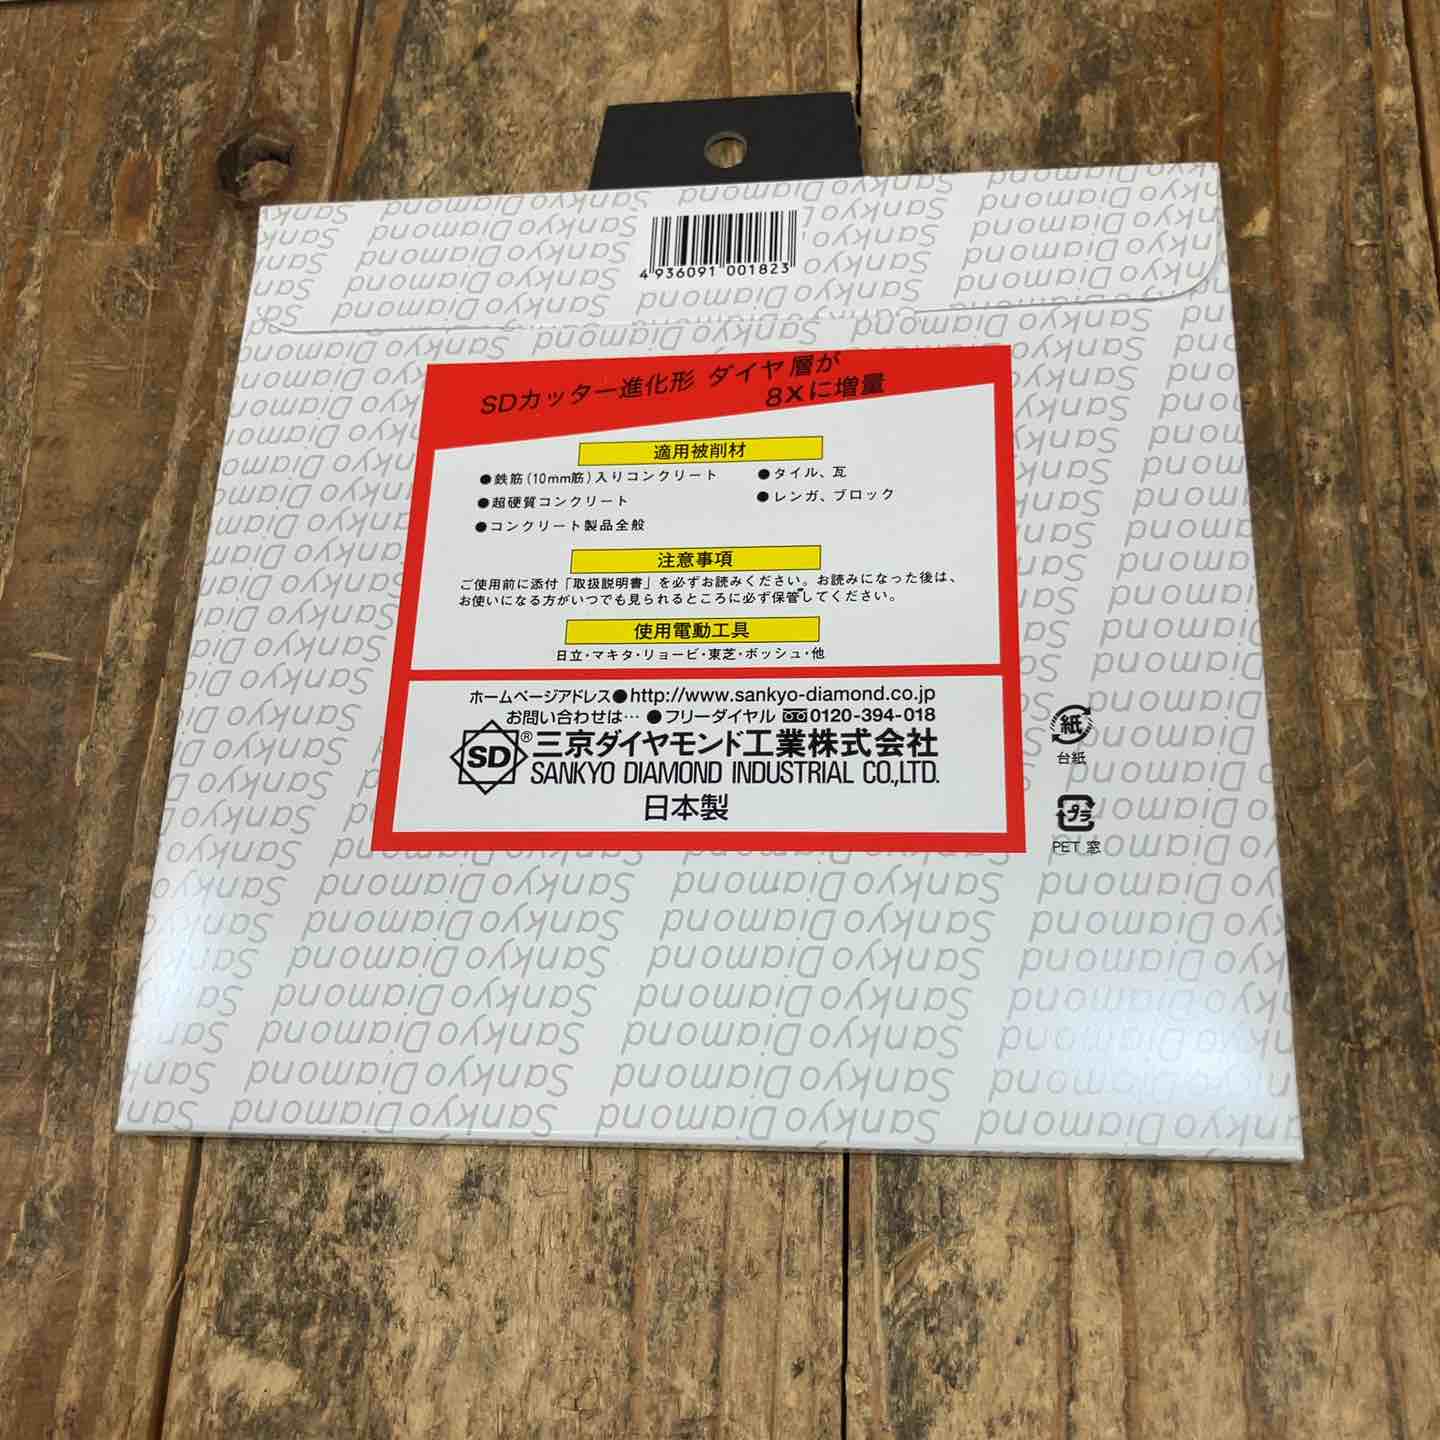 4936091 001823
SDカッター進化形 ダイヤ層が
8Xに増量
適用被削材
●鉄筋(10mm筋)入りコンクリート
●超硬質コンクリート
●コンクリート製品全般
●タイル、瓦
●レンガ、ブロック
注意事項
ご使用前に添付「取扱説明書」を必ずお読みください。お読みになった後は、
お使いになる方がいつでも見られるところに必ず保管してください。
使用電動工具
日立・マキタ・リョービ・東芝・ボッシュ・他
ホームページアドレス●http://www.sankyo-diamond.co.jp
お問い合わせは… ●フリーダイヤル 0120-394-018
SD® 三京ダイヤモンド工業株式会社
SANKYO DIAMOND INDUSTRIAL CO.,LTD.
日本製
紙
台紙
プラ
PET 窓
Sankyo Diamond